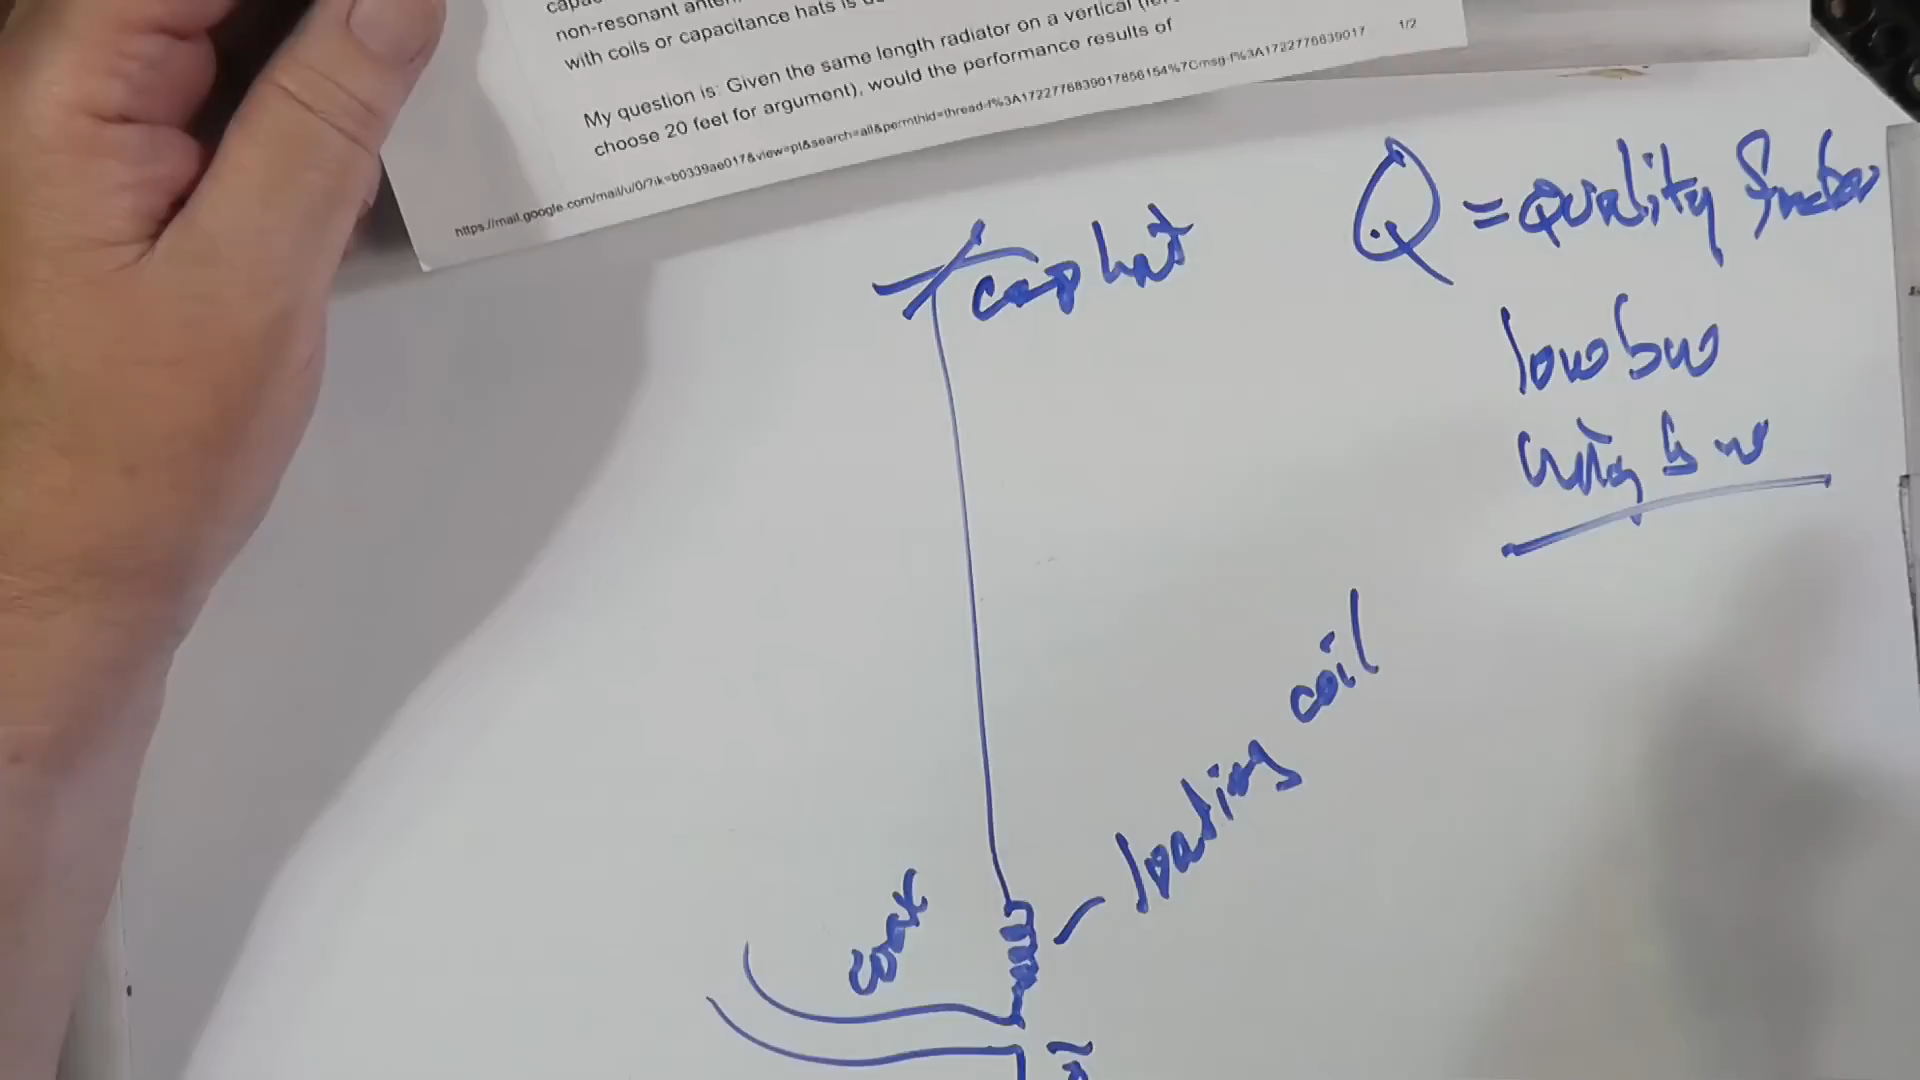 non-resonant
with coils or capacitance hats is
My question is: Given the same length radiator on a vertical
choose 20 feet for argument), would the performance results of
https://mail.google.com/mail/u/0/?ik=b0339ae017&view=pt&search=all&permthid=thread-f%3A1722776839017856154%7Cmsg-f%3A1722776839017
1/2
Q = Quality factor
low bw
cap hat
loading coil
coax